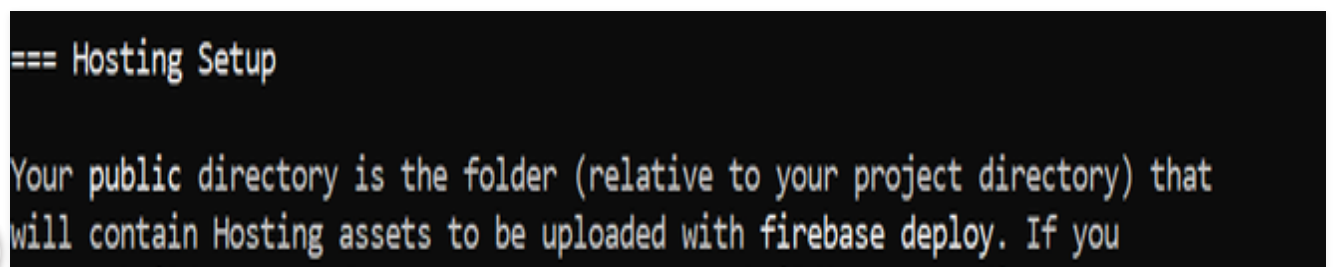 === Hosting Setup
Your public directory is the folder (relative to your project directory) that
will contain Hosting assets to be uploaded with firebase deploy. If you